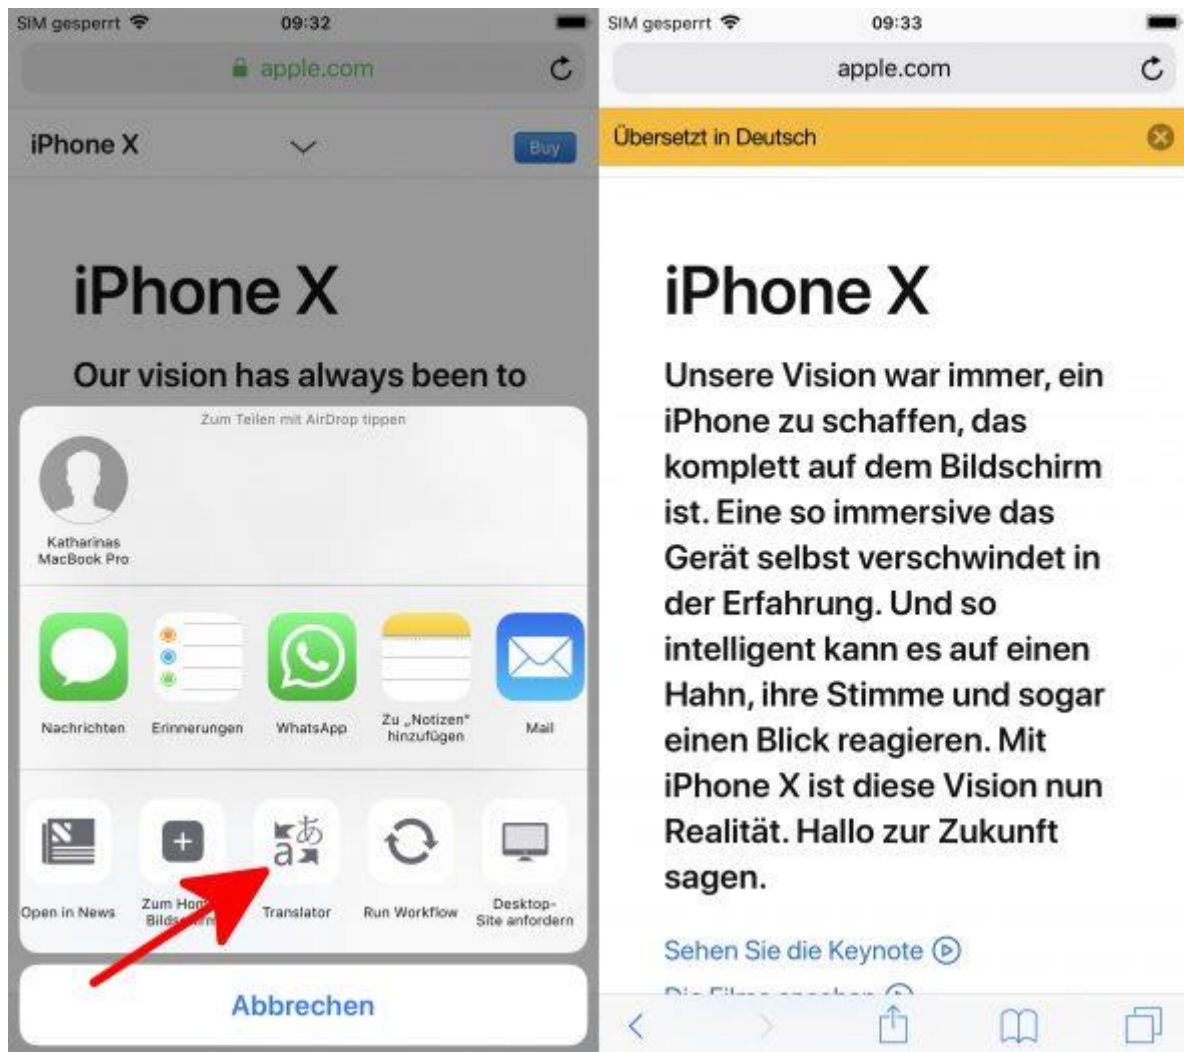 SIM gesperrt 09:32
apple.com
iPhone X Buy
iPhone X
Our vision has always been to
Zum Teilen mit AirDrop tippen
Katharinas
MacBook Pro
Nachrichten Erinnerungen WhatsApp Zu „Notizen“ hinzufügen Mail
Open in News Zum Translator Run Workflow Desktop-Site anfordern
Abbrechen
SIM gesperrt 09:33
apple.com
Übersetzt in Deutsch
iPhone X
Unsere Vision war immer, ein
iPhone zu schaffen, das
komplett auf dem Bildschirm
ist. Eine so immersive das
Gerät selbst verschwindet in
der Erfahrung. Und so
intelligent kann es auf einen
Hahn, ihre Stimme und sogar
einen Blick reagieren. Mit
iPhone X ist diese Vision nun
Realität. Hallo zur Zukunft
sagen.
Sehen Sie die Keynote
Die Filme ansehen